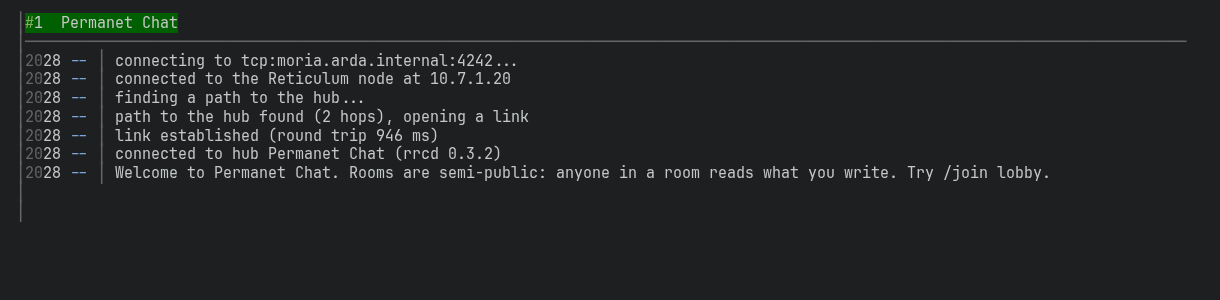 #1  Permanet Chat
2028 -- | connecting to tcp:moria.arda.internal:4242...
2028 -- | connected to the Reticulum node at 10.7.1.20
2028 -- | finding a path to the hub...
2028 -- | path to the hub found (2 hops), opening a link
2028 -- | link established (round trip 946 ms)
2028 -- | connected to hub Permanet Chat (rrcd 0.3.2)
2028 -- | Welcome to Permanet Chat. Rooms are semi-public: anyone in a room reads what you write. Try /join lobby.